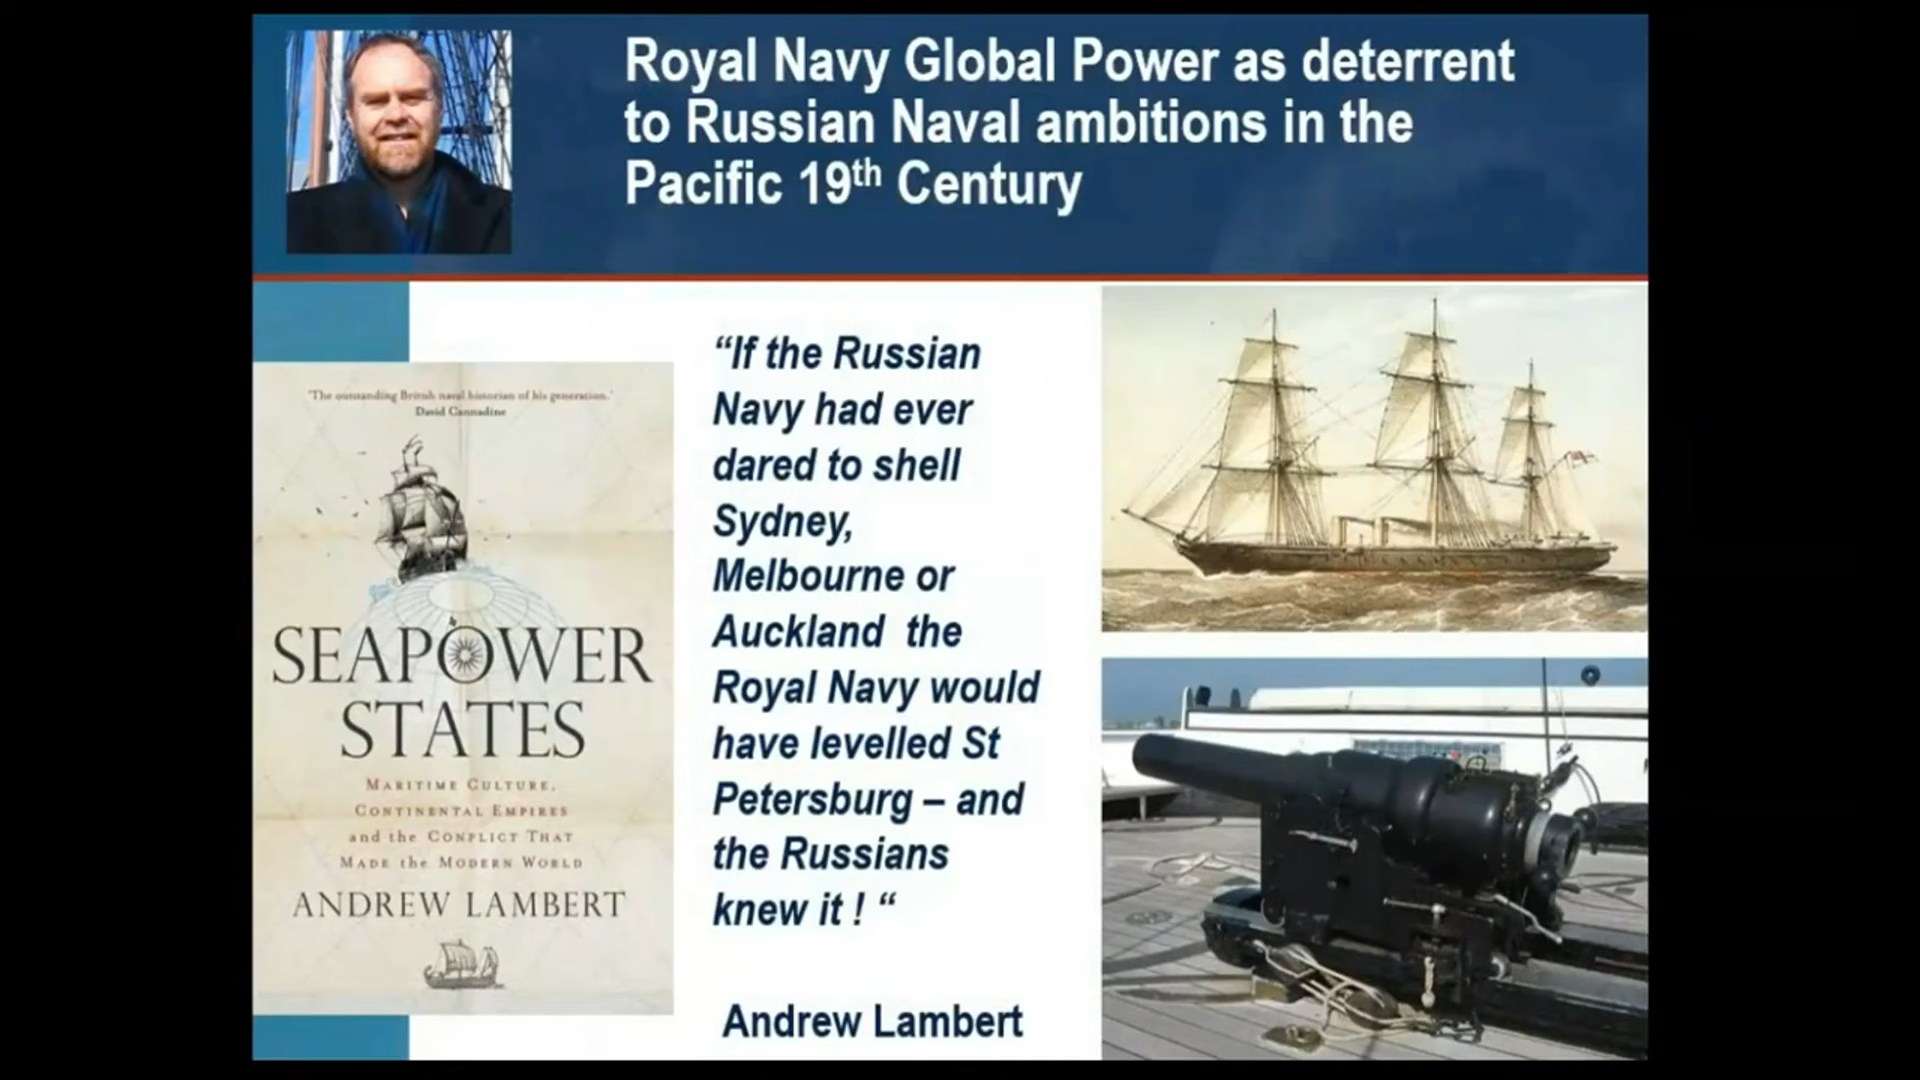 Royal Navy Global Power as deterrent
to Russian Naval ambitions in the
Pacific 19th Century
'The outstanding British naval historian of his generation.'
David Cannadine
SEAPOWER
STATES
MARITIME CULTURE,
CONTINENTAL EMPIRES
and the CONFLICT THAT
MADE the MODERN WORLD
ANDREW LAMBERT
“If the Russian
Navy had ever
dared to shell
Sydney,
Melbourne or
Auckland the
Royal Navy would
have levelled St
Petersburg – and
the Russians
knew it ! “
Andrew Lambert